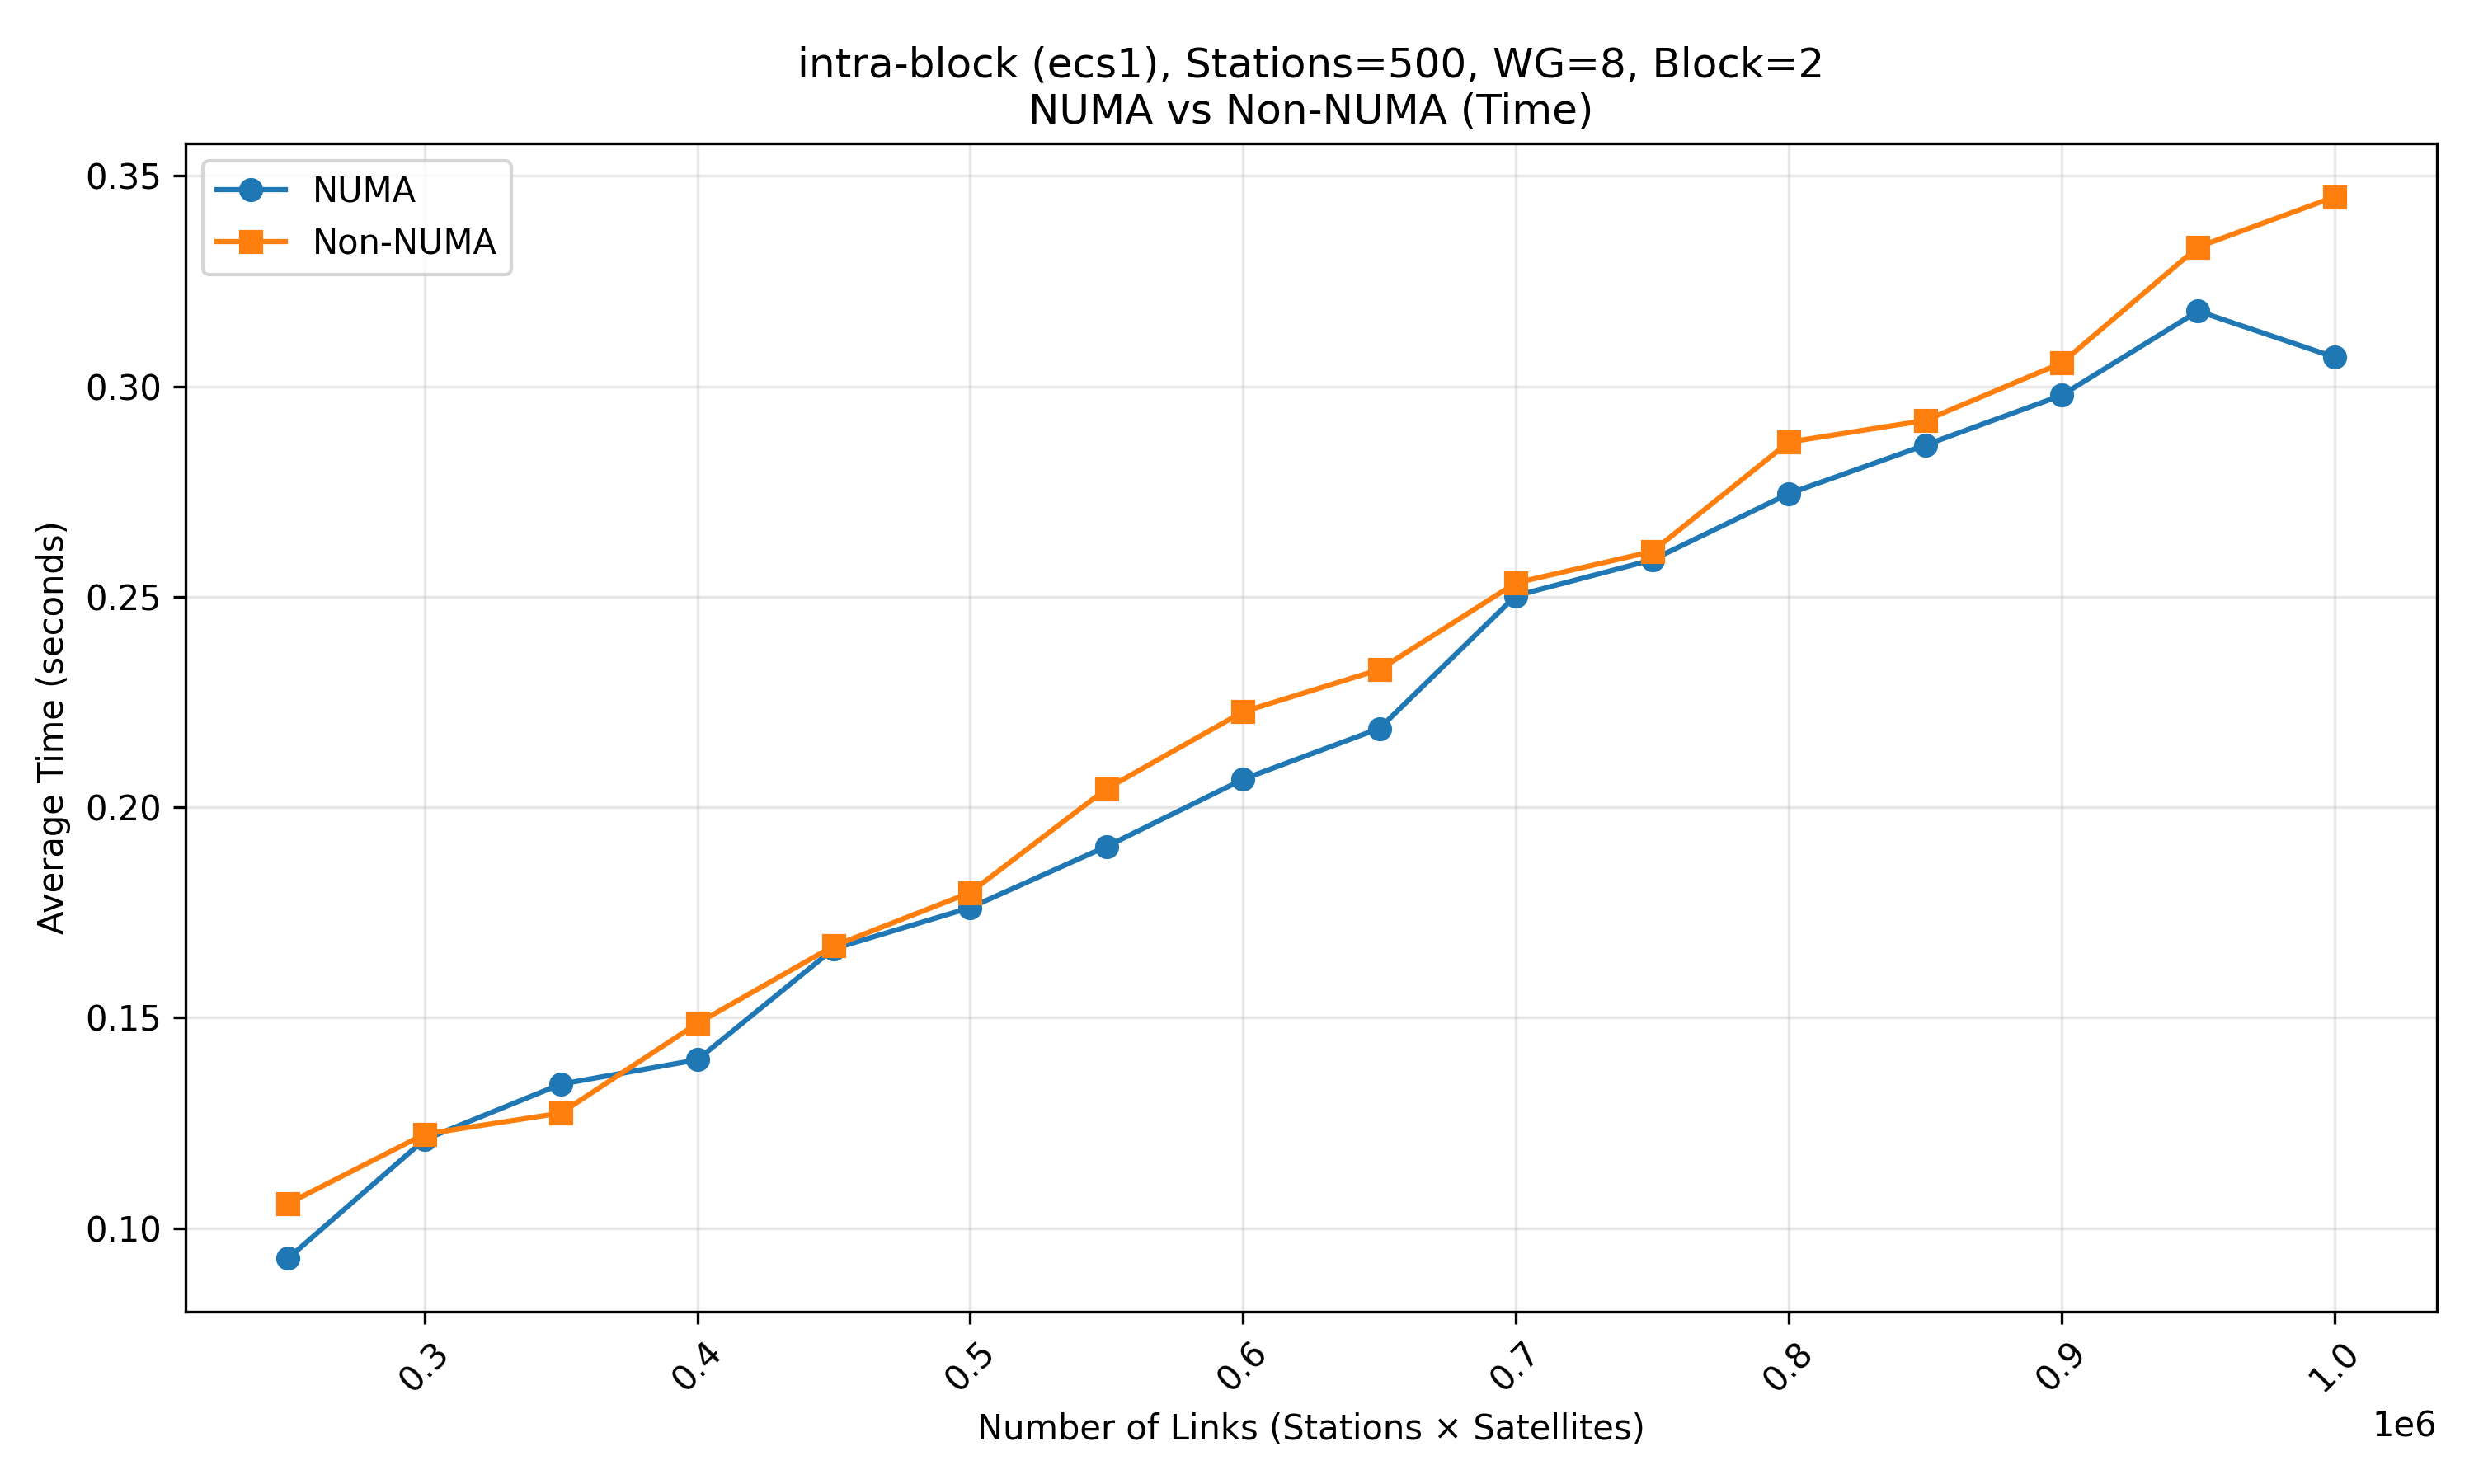 intra-block (ecs1), Stations=500, WG=8, Block=2
NUMA vs Non-NUMA (Time)
NUMA
Non-NUMA
0.35
0.30
0.25
0.20
0.15
0.10
Average Time (seconds)
0.3
0.4
0.5
0.6
0.7
0.8
0.9
1.0
1e6
Number of Links (Stations × Satellites)